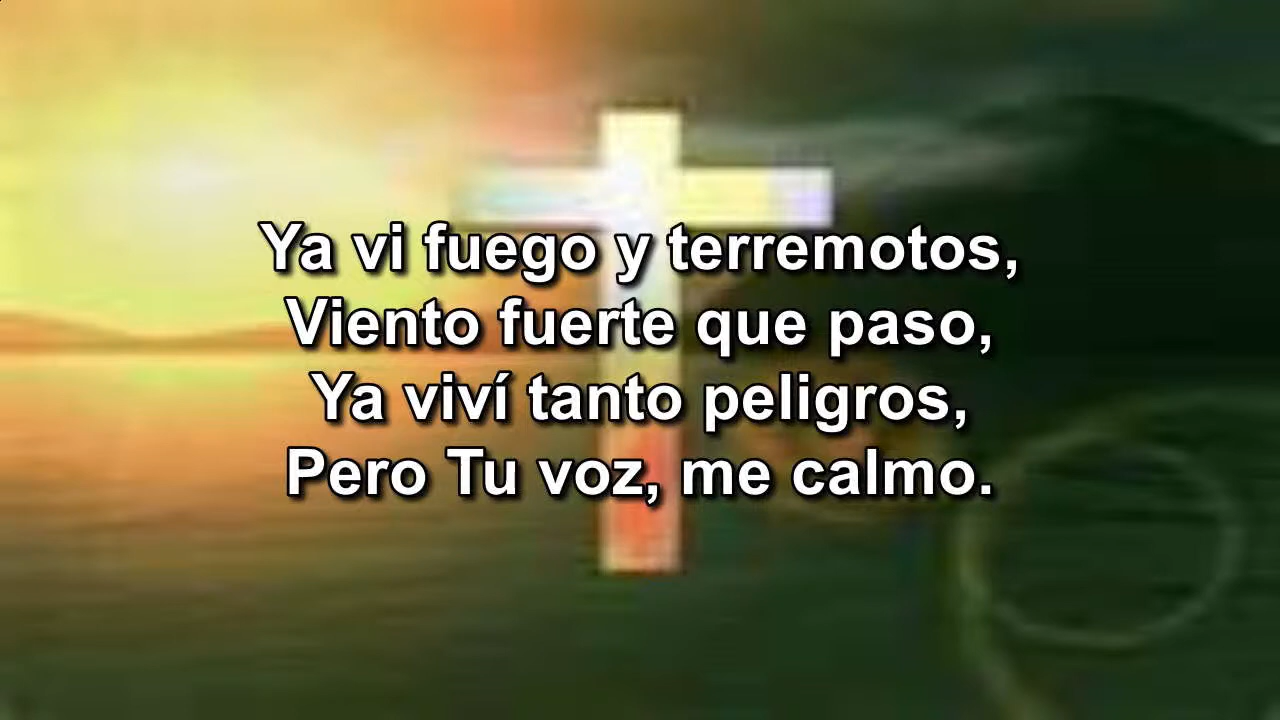 Ya vi fuego y terremotos,
Viento fuerte que paso,
Ya viví tanto peligros,
Pero Tu voz, me calmo.